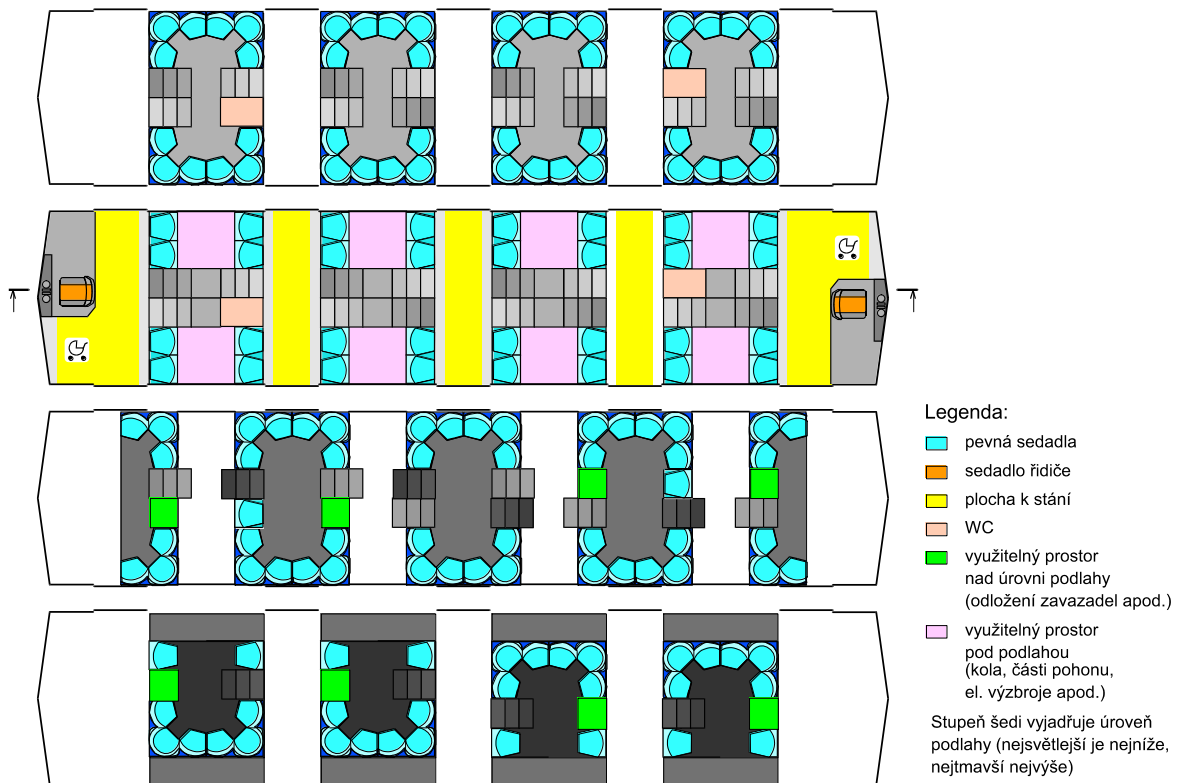 Legenda:
pevná sedadla
sedadlo řidiče
plocha k stání
WC
využitelný prostor
nad úrovni podlahy
(odložení zavazadel apod.)
využitelný prostor
pod podlahou
(kola, části pohonu,
el. výzbroje apod.)
Stupeň šedi vyjadřuje úroveň
podlahy (nejsvětlejší je nejníže,
nejtmavší nejvýše)